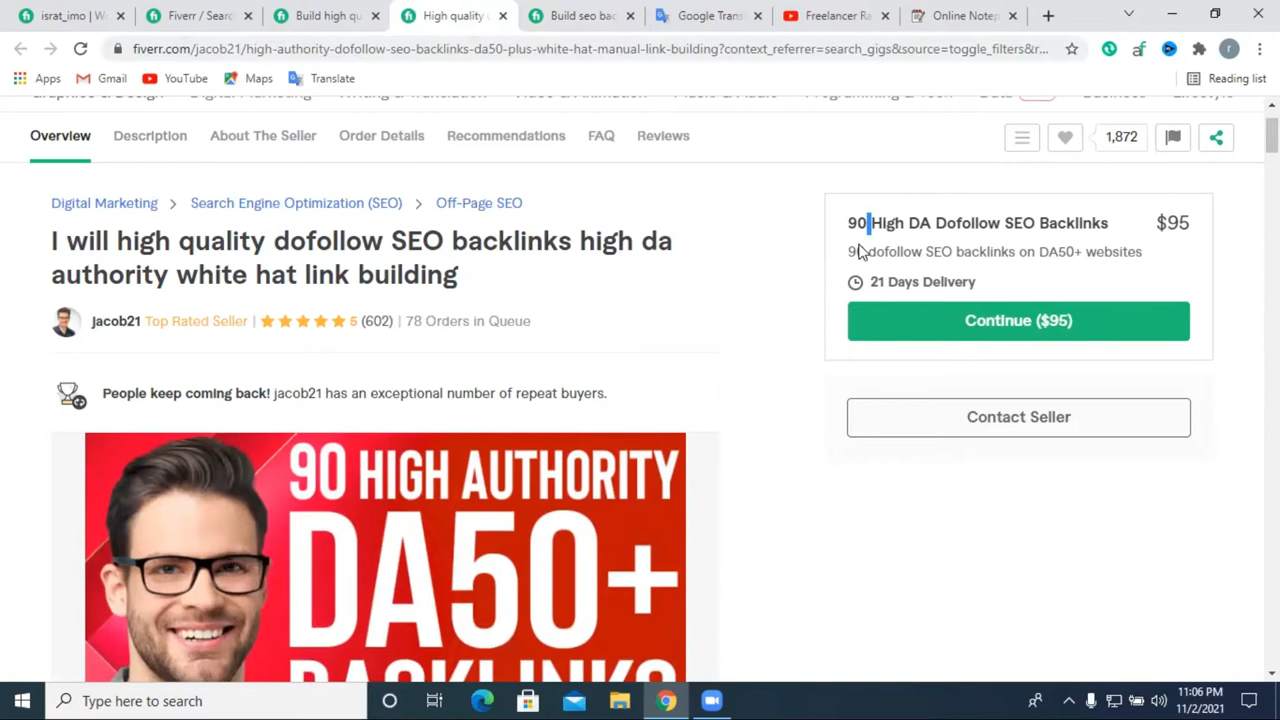 israt_imo | Wo
Fiverr / Searc
Build high qu
High quality
Build seo bac
Google Trans
Freelancer Ra
Online Notep
fiverr.com/jacob21/high-authority-dofollow-seo-backlinks-da50-plus-white-hat-manual-link-building?context_referrer=search_gigs&source=toggle_filters&r...
Apps
Gmail
YouTube
Maps
Translate
Reading list
Overview
Description
About The Seller
Order Details
Recommendations
FAQ
Reviews
1,872
Digital Marketing > Search Engine Optimization (SEO) > Off-Page SEO
I will high quality dofollow SEO backlinks high da
authority white hat link building
jacob21 Top Rated Seller | 5 (602) | 78 Orders in Queue
People keep coming back! jacob21 has an exceptional number of repeat buyers.
90 HIGH AUTHORITY
DA50+
BACKLINKS
90 High DA Dofollow SEO Backlinks $95
90 dofollow SEO backlinks on DA50+ websites
21 Days Delivery
Continue ($95)
Contact Seller
Type here to search
11:06 PM
11/2/2021